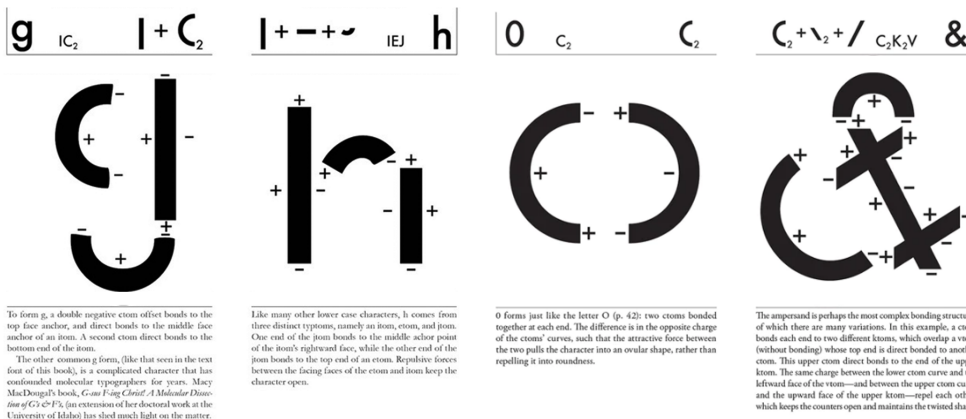 g IC₂ I + C₂
+ - + -
+ - + - - +
To form g, a double negative ctom offset bonds to the
top face anchor, and direct bonds to the middle face
anchor of an itom. A second ctom direct bonds to the
bottom end of the itom.
The other common g form, (like that seen in the text
font of this book), is a complicated character that has
confounded molecular typographers for years. Macy
MacDougal's book, G-ans F-ing Christ! A Molecular Dissec-
tion of G's & F's, (an extension of her doctoral work at the
University of Idaho) has shed much light on the matter.
I + − + IEJ h
Like many other lower case characters, h comes from
three distinct typtoms, namely an itom, etom, and jtom.
One end of the jtom bonds to the middle achor point
of the itom's rightward face, while the other end of the
jtom bonds to the top end of an etom. Repulsive forces
between the facing faces of the etom and itom keep the
character open.
0 C₂ C₂
0 forms just like the letter O (p. 42): two ctoms bonded
together at each end. The difference is in the opposite charge
of the ctoms' curves, such that the attractive force between
the two pulls the character into an ovular shape, rather than
repelling it into roundness.
C₂ + \₂ + / C₂K₂V &
The ampersand is perhaps the most complex bonding
of which there are many variations. In this example, a
bonds each end to two different ktoms, which overlap a
(without bonding) whose top end is direct bonded to
ctom. This upper ctom direct bonds to the end of the
ktom. The same charge between the lower ctom curve and
leftward face of the vtom—and between the upper ctom
and the upward face of the upper ktom—repel each
which keeps the counters open and maintains the twisted